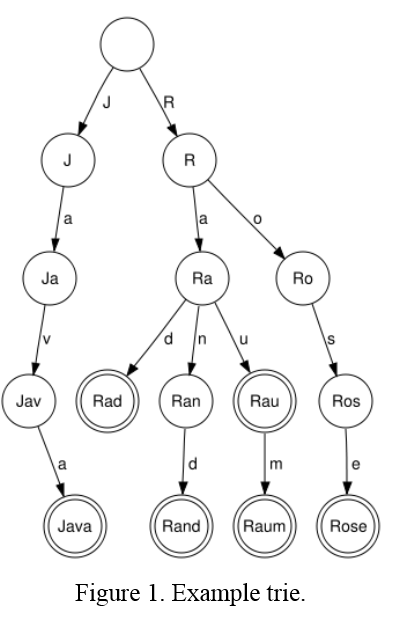 J R
J R
a a o
Ja Ra Ro
v d n u s
Jav Rad Ran Rau Ros
a d m e
Java Rand Raum Rose
Figure 1. Example trie.